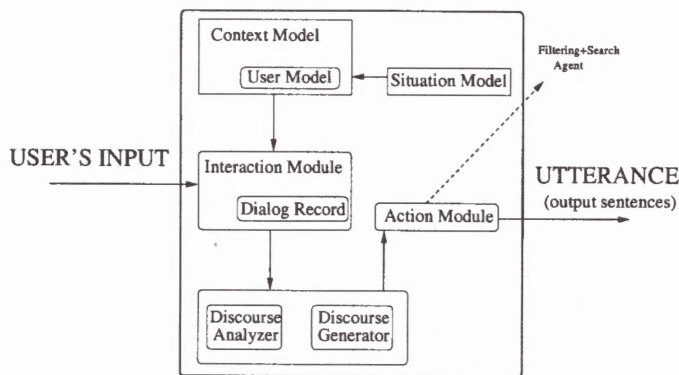 Context Model
User Model
Situation Model
Filtering+Search
Agent
USER'S INPUT
Interaction Module
Dialog Record
Action Module
UTTERANCE
(output sentences)
Discourse
Analyzer
Discourse
Generator